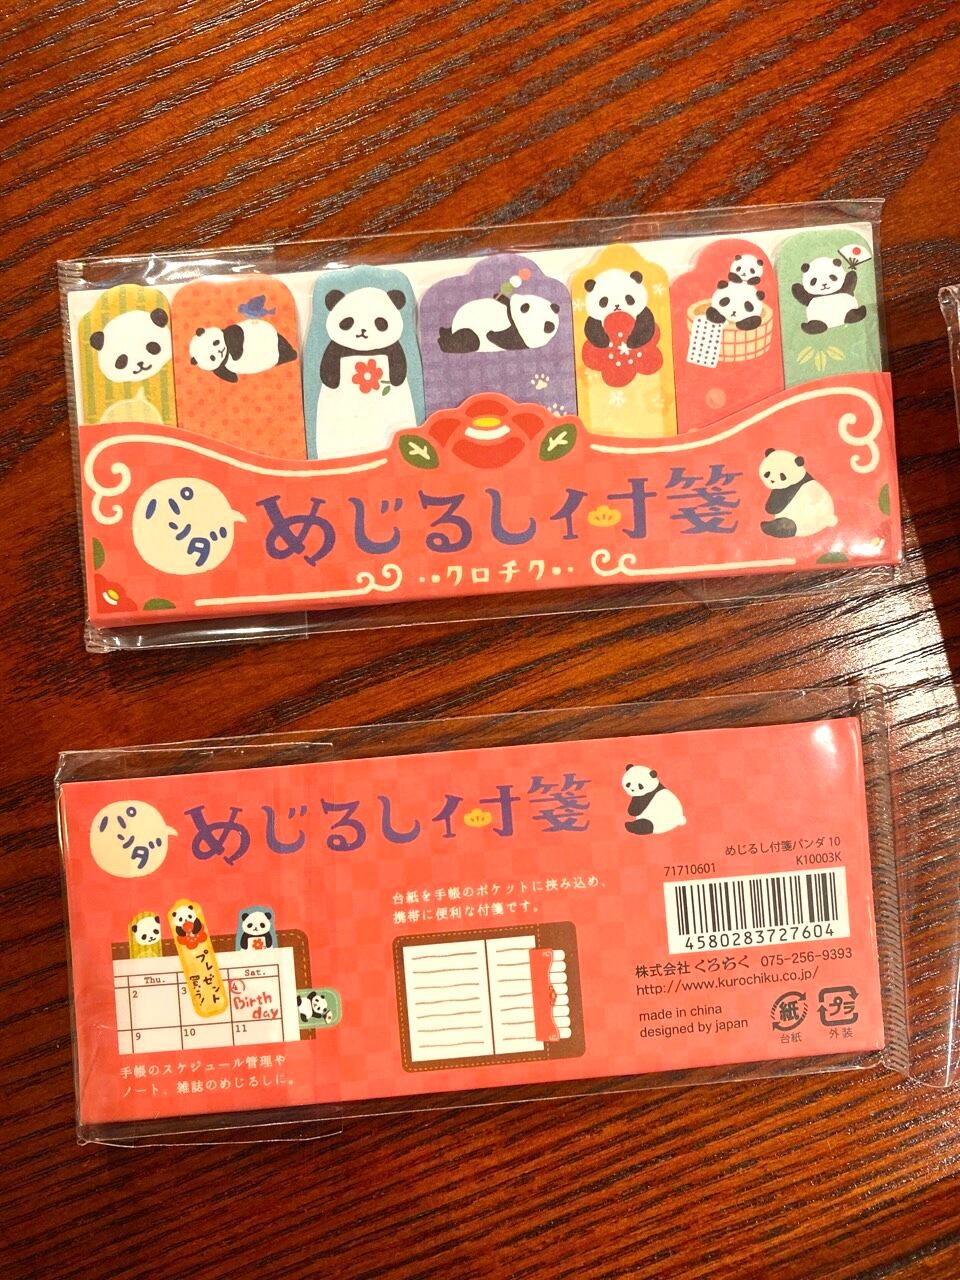 パンダ
めじるし付箋
クロチク
パンダ
めじるし付箋
めじるし付箋パンダ 10
71710601 K10003K
4580283727604
台紙を手帳のポケットに挟み込め、
携帯に便利な付箋です。
プレゼント
買う!
Thu. Sat.
2 3 4
Birth
day
9 10 11
手帳のスケジュール管理や
ノート、雑誌のめじるしに。
株式会社 くろちく 075-256-9393
http://www.kurochiku.co.jp/
made in china
designed by japan
紙
台紙
プラ
外装